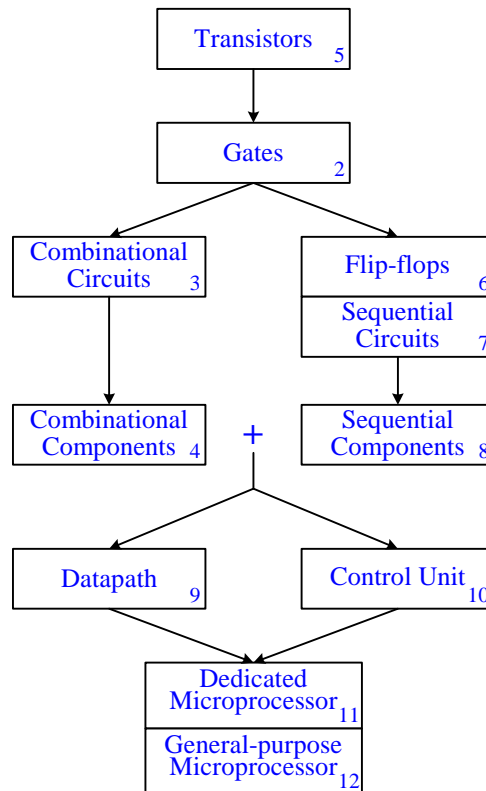 Transistors
5
Gates
2
Combinational
Circuits 3
Flip-flops
6
Sequential
Circuits 7
Combinational
Components 4
+
Sequential
Components 8
Datapath
9
Control Unit
10
Dedicated
Microprocessor 11
General-purpose
Microprocessor 12